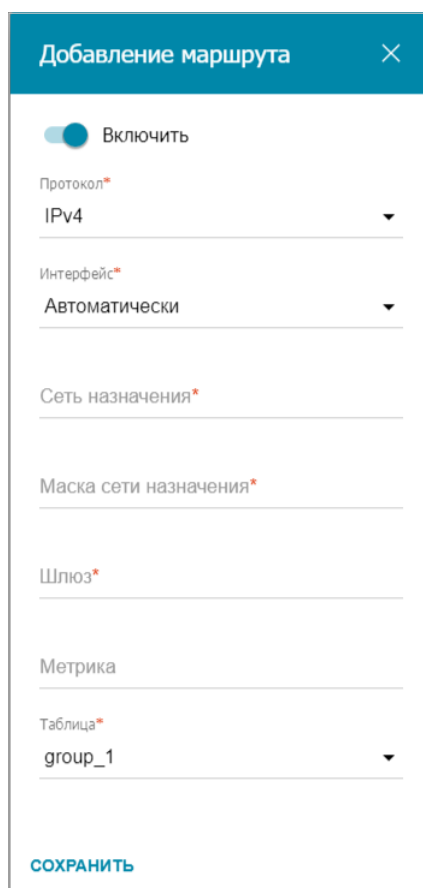 Добавление маршрута
Включить
Протокол*
IPv4
Интерфейс*
Автоматически
Сеть назначения*
Маска сети назначения*
Шлюз*
Метрика
Таблица*
group_1
СОХРАНИТЬ